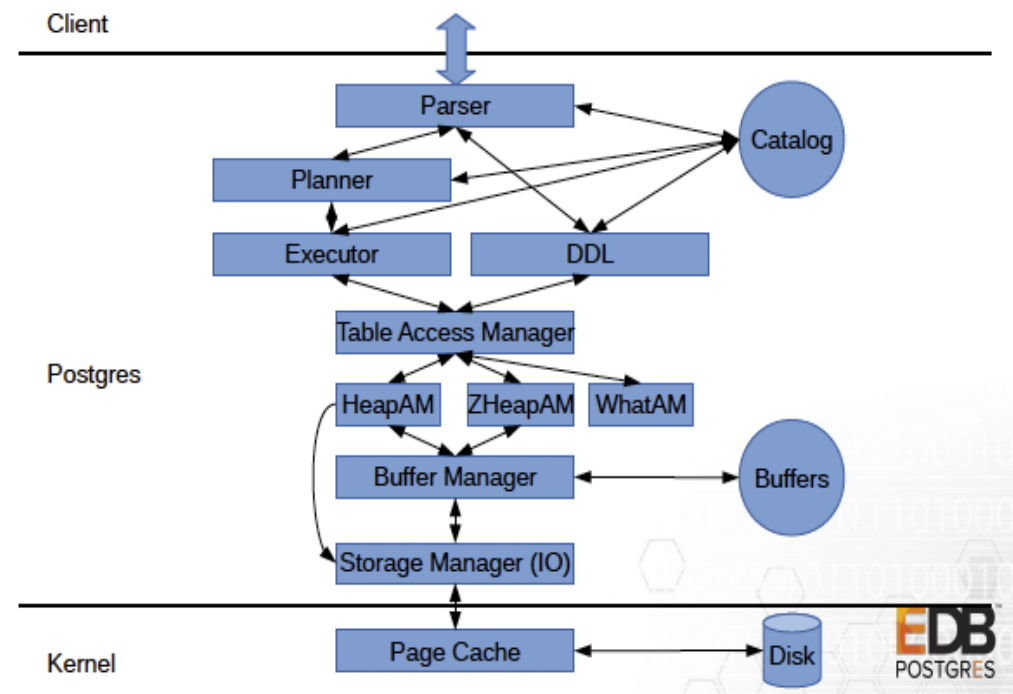 Client
Parser
Catalog
Planner
Executor
DDL
Table Access Manager
Postgres
HeapAM
ZHeapAM
WhatAM
Buffer Manager
Buffers
Storage Manager (IO)
Kernel
Page Cache
Disk
EDB
POSTGRES